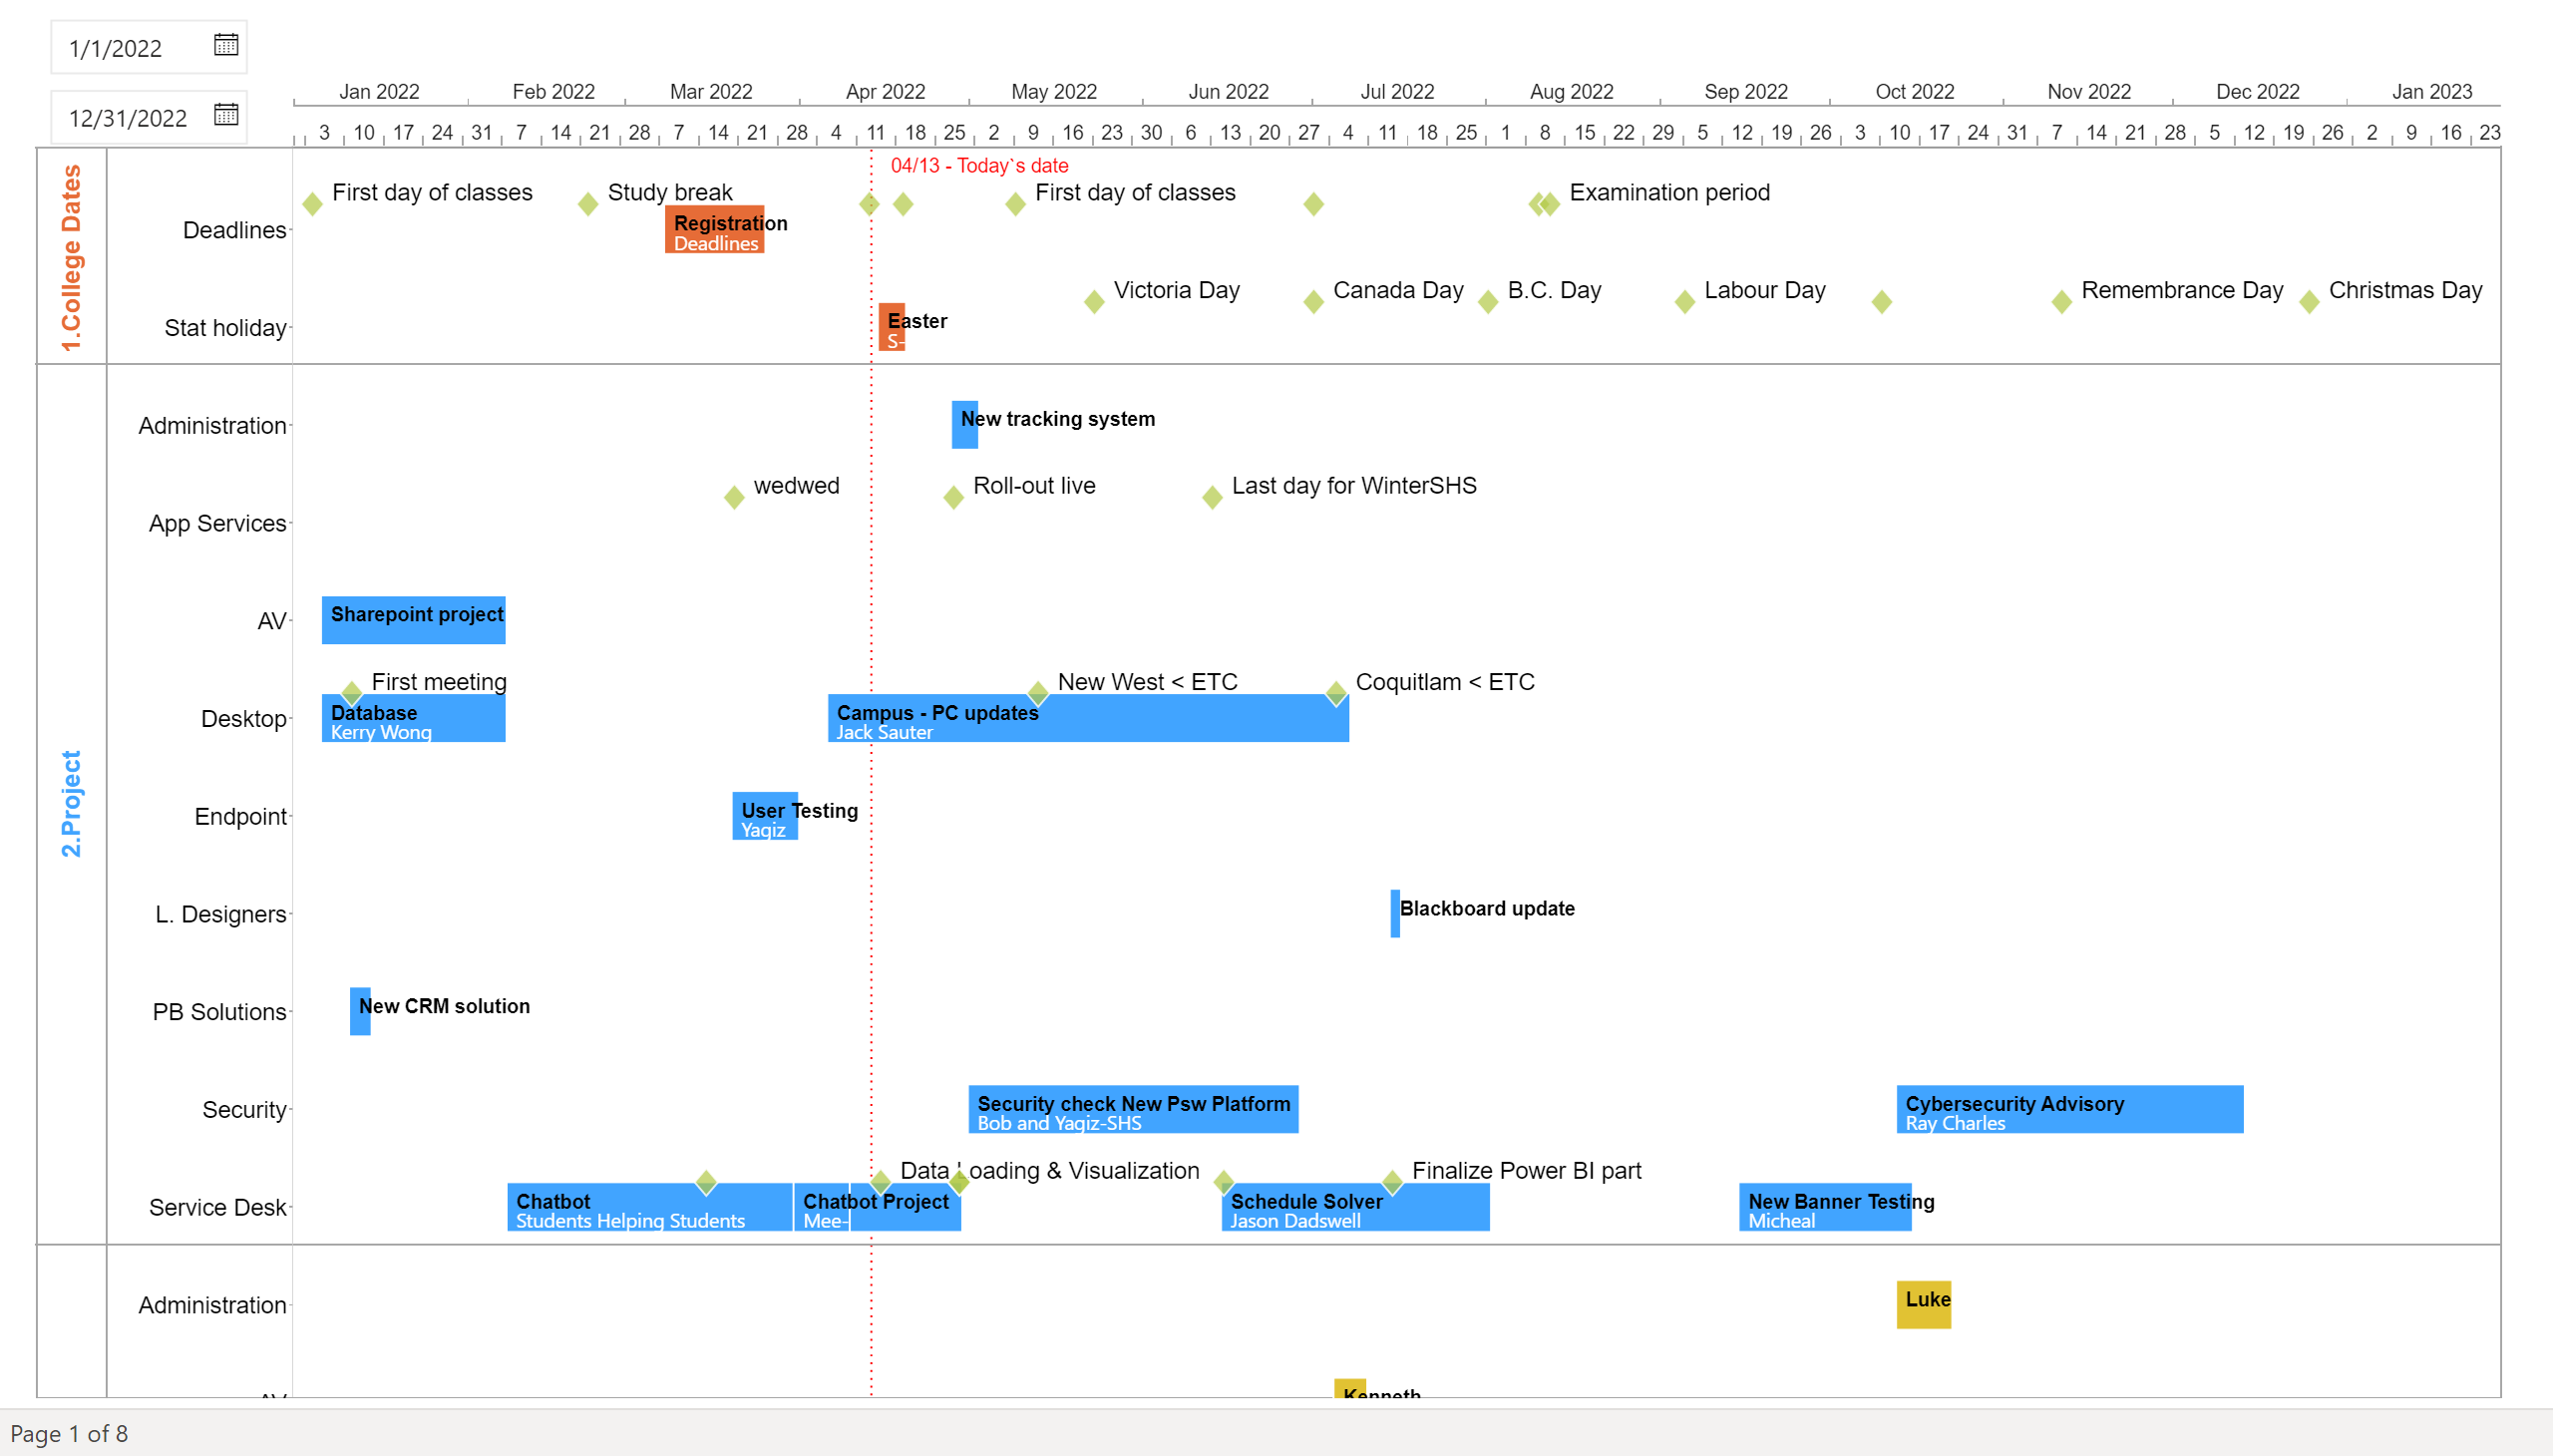 1/1/2022
12/31/2022
Jan 2022 Feb 2022 Mar 2022 Apr 2022 May 2022 Jun 2022 Jul 2022 Aug 2022 Sep 2022 Oct 2022 Nov 2022 Dec 2022 Jan 2023
3 10 17 24 31 7 14 21 28 7 14 21 28 4 11 18 25 2 9 16 23 30 6 13 20 27 4 11 18 25 1 8 15 22 29 5 12 19 26 3 10 17 24 31 7 14 21 28 5 12 19 26 2 9 16 23
04/13 - Today`s date
1.College Dates
Deadlines
First day of classes
Study break
First day of classes
Examination period
Registration
Deadlines
Stat holiday
Victoria Day
Canada Day
B.C. Day
Labour Day
Remembrance Day
Christmas Day
Easter
S-
2.Project
Administration
New tracking system
App Services
wedwed
Roll-out live
Last day for WinterSHS
AV
Sharepoint project
Desktop
First meeting
New West < ETC
Coquitlam < ETC
Database
Kerry Wong
Campus - PC updates
Jack Sauter
Endpoint
User Testing
Yagiz
L. Designers
Blackboard update
PB Solutions
New CRM solution
Security
Security check New Psw Platform
Bob and Yagiz-SHS
Cybersecurity Advisory
Ray Charles
Service Desk
Data Loading & Visualization
Finalize Power BI part
Chatbot
Students Helping Students
Chatbot Project
Mee-
Schedule Solver
Jason Dadswell
New Banner Testing
Micheal
Administration
Luke
AV
Kenneth
Page 1 of 8